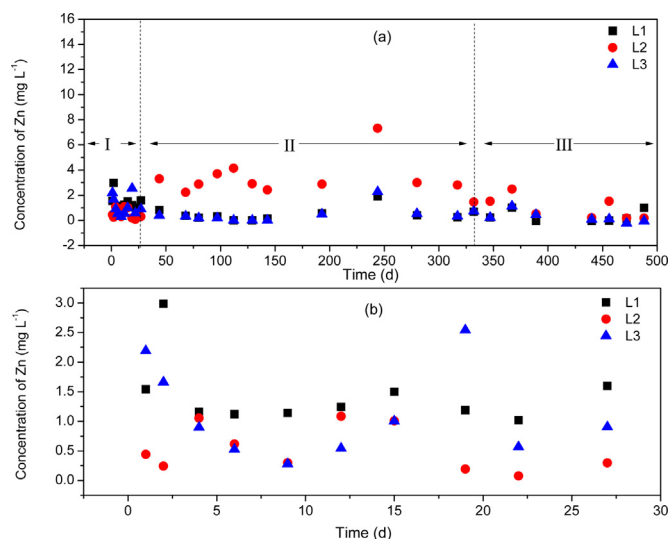 16
14
12
10
8
6
4
2
0
-2
Concentration of Zn (mg L⁻¹)
(a)
L1
L2
L3
I
II
III
0 50 100 150 200 250 300 350 400 450 500
Time (d)
3.0
2.5
2.0
1.5
1.0
0.5
0.0
Concentration of Zn (mg L⁻¹)
(b)
L1
L2
L3
0 5 10 15 20 25 30
Time (d)